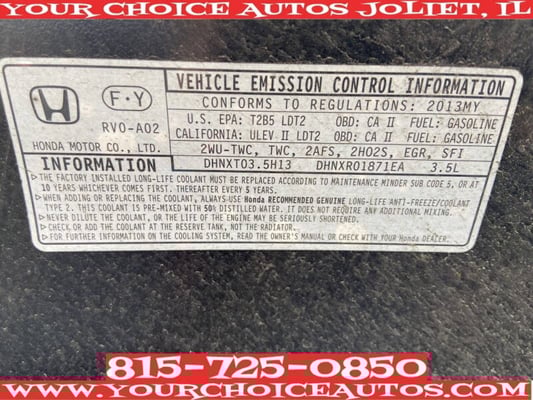 YOUR CHOICE AUTOS JOLIET, IL
F-Y
RV0-A02
HONDA MOTOR CO., LTD.
VEHICLE EMISSION CONTROL INFORMATION
CONFORMS TO REGULATIONS: 2013MY
U.S. EPA: T2B5 LDT2 OBD: CA II FUEL: GASOLINE
CALIFORNIA: ULEV II LDT2 OBD: CA II FUEL: GASOLINE
2WU-TWC, TWC, 2AFS, 2HO2S, EGR, SFI
INFORMATION DHNXT03.5H13 DHNXR01871EA 3.5L
▶THE FACTORY INSTALLED LONG-LIFE COOLANT MUST BE REPLACED ACCORDING TO MAINTENANCE MINDER SUB CODE 5, OR AT
10 YEARS WHICHEVER COMES FIRST. THEREAFTER EVERY 5 YEARS.
▶WHEN ADDING OR REPLACING THE COOLANT, ALWAYS USE Honda RECOMMENDED GENUINE LONG-LIFE ANTI-FREEZE/COOLANT
TYPE 2. THIS COOLANT IS PRE-MIXED WITH 50% DISTILLED WATER. IT DOES NOT REQUIRE ANY ADDITIONAL MIXING.
▶NEVER DILUTE THE COOLANT, OR THE LIFE OF THE ENGINE MAY BE SERIOUSLY SHORTENED.
▶CHECK OR ADD COOLANT AT THE RESERVE TANK, NOT THE RADIATOR.
▶FOR FURTHER INFORMATION ON THE COOLING SYSTEM, READ THE OWNER'S MANUAL OR CHECK WITH YOUR Honda DEALER.
815-725-0850
WWW.YOURCHOICEAUTOS.COM